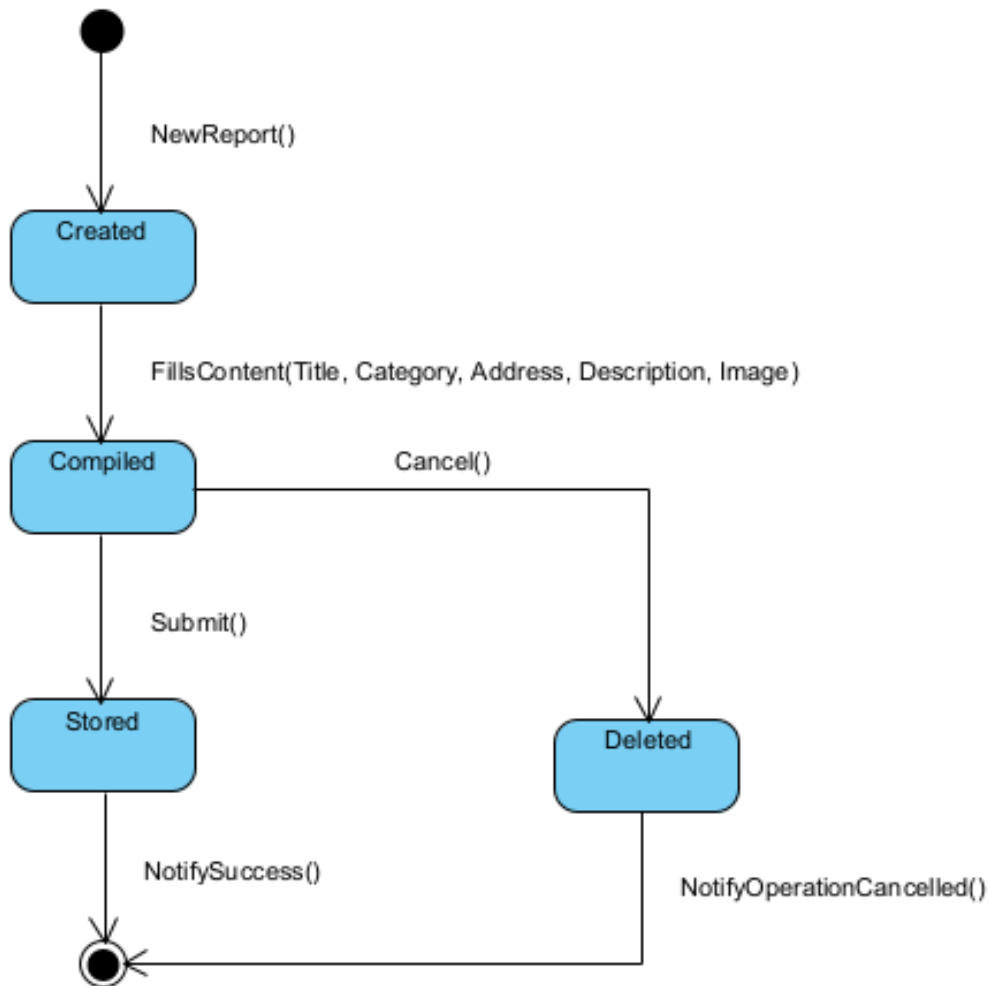 NewReport()
Created
FillsContent(Title, Category, Address, Description, Image)
Compiled
Cancel()
Submit()
Stored
Deleted
NotifySuccess()
NotifyOperationCancelled()